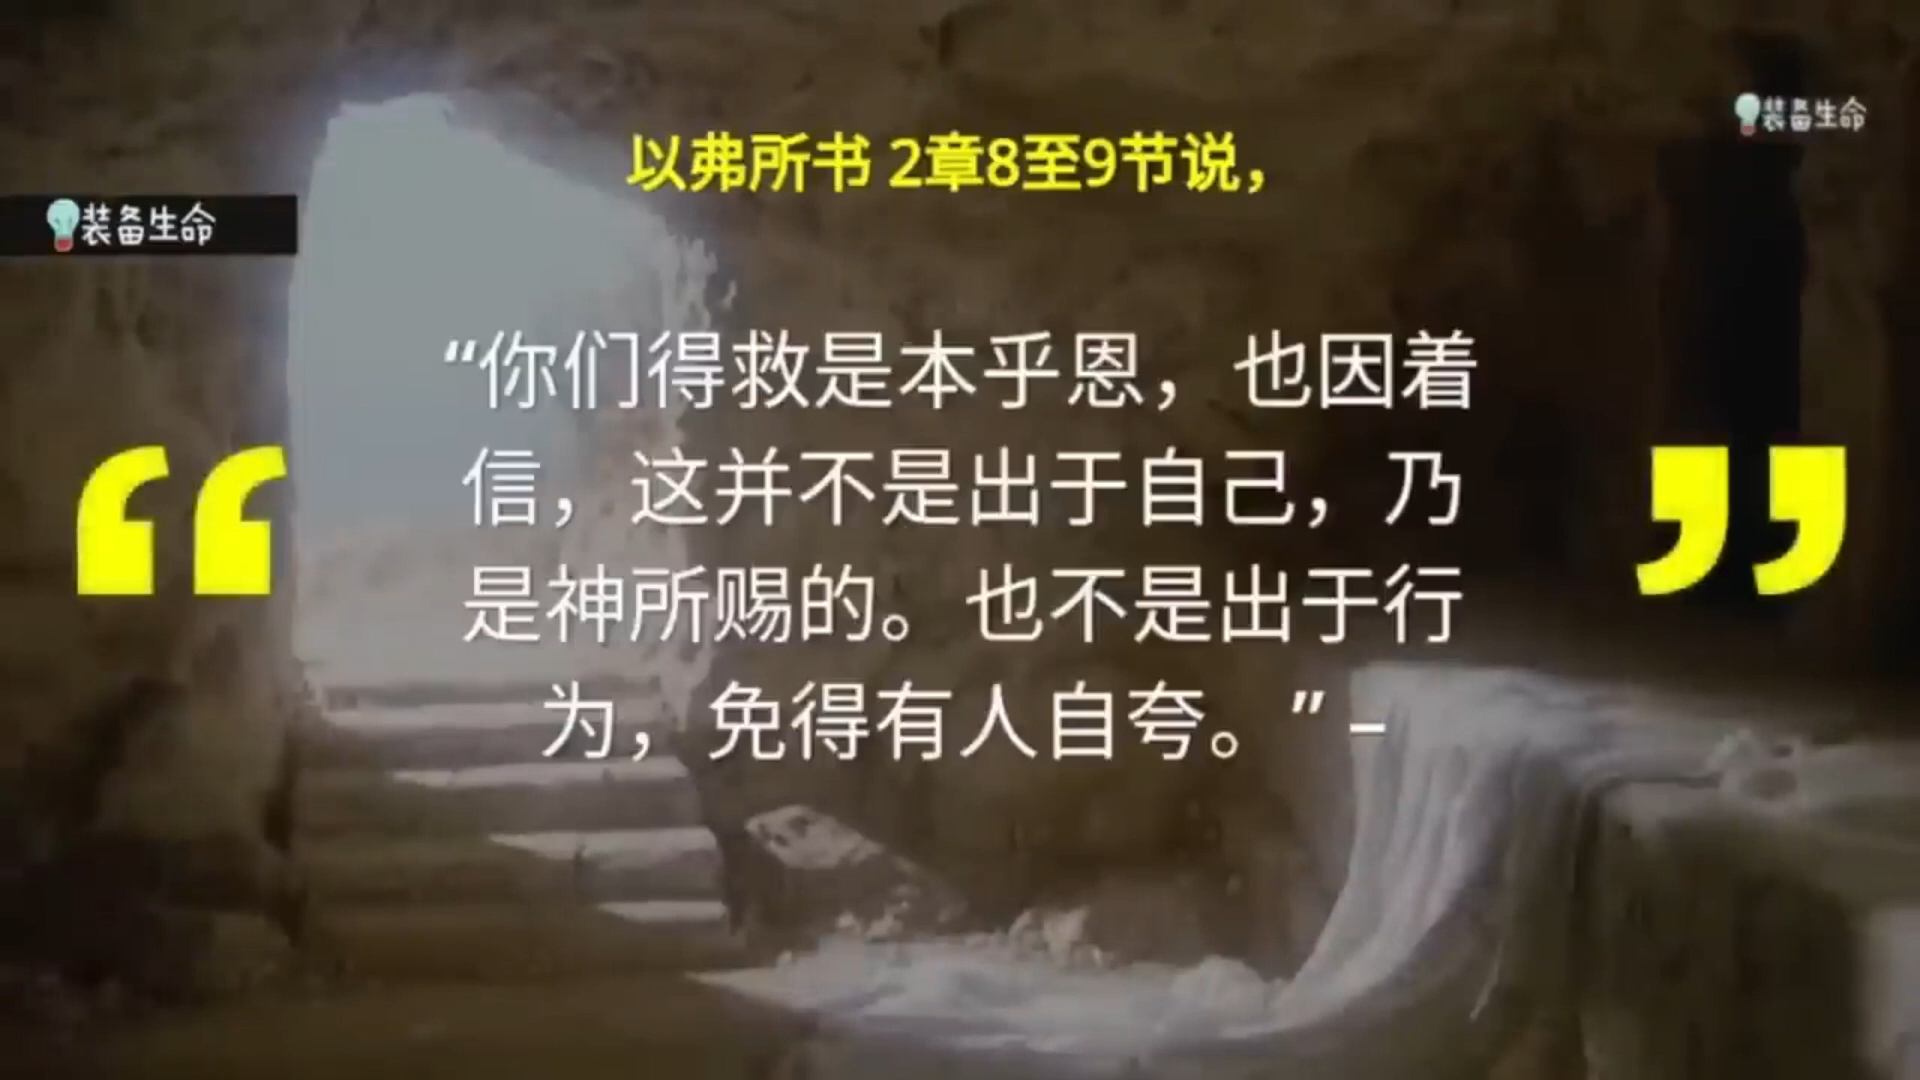 装备生命
以弗所书 2章8至9节说，
装备生命
“你们得救是本乎恩，也因着
信，这并不是出于自己，乃
是神所赐的。也不是出于行
为，免得有人自夸。” –
“ ”